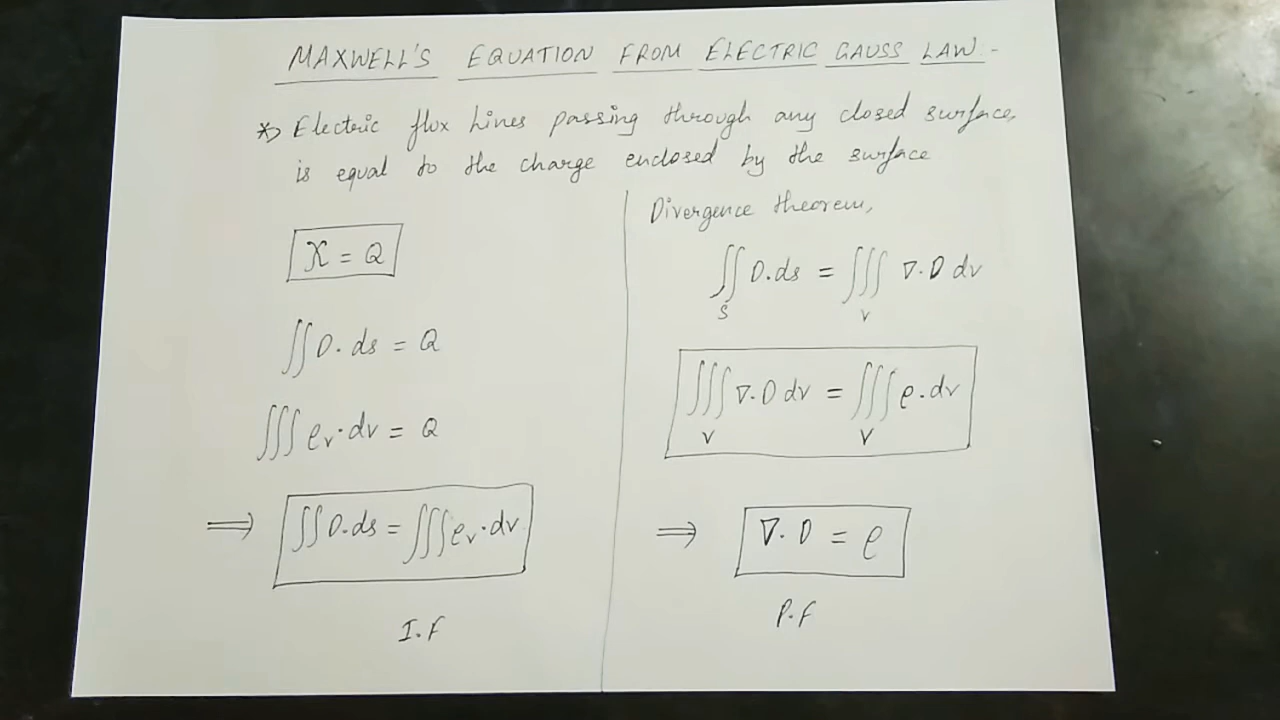 MAXWELL'S EQUATION FROM ELECTRIC GAUSS LAW -
*) Electric flux lines passing through any closed surface,
is equal to the charge enclosed by the surface
Ψ = Q
∬ D. ds = Q
∭ ρv. dv = Q
⟹ ∬ D. ds = ∭ ρv. dv
I.F
Divergence theorem,
∬S D. ds = ∭V ∇. D dv
∭V ∇. D dv = ∭V ρ. dv
⟹ ∇. D = ρ
P.F